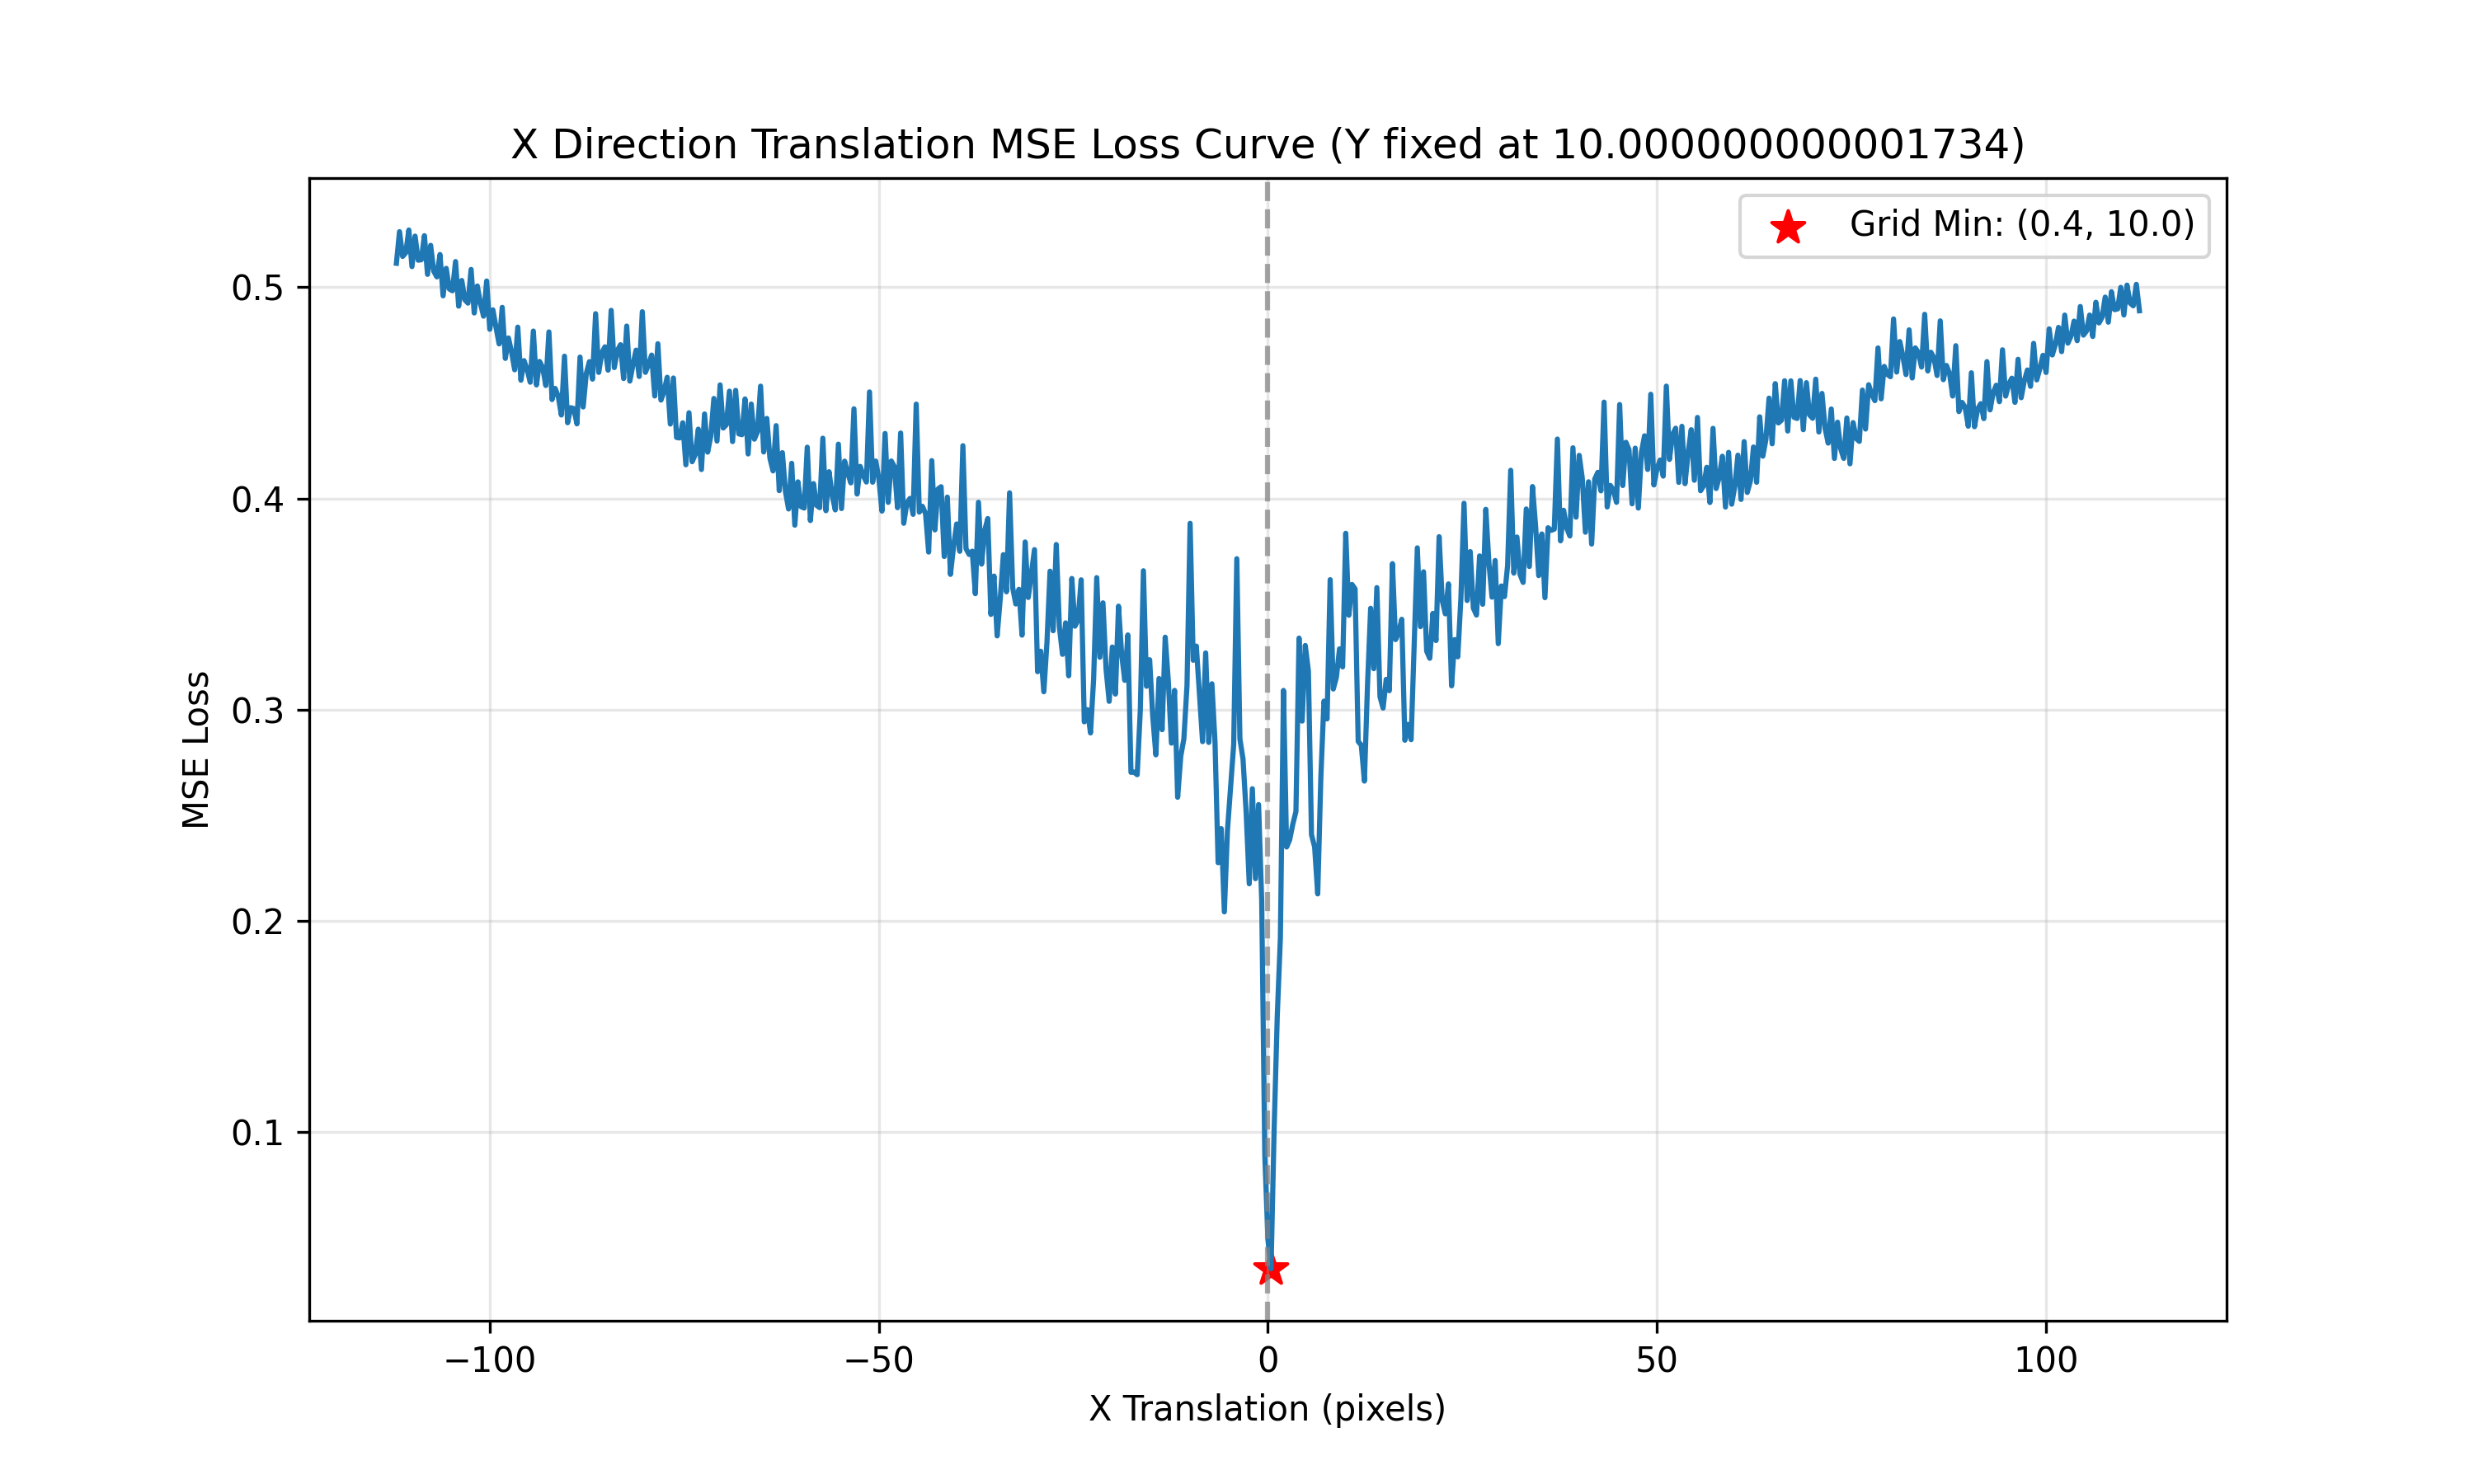 X Direction Translation MSE Loss Curve (Y fixed at 10.000000000001734)
Grid Min: (0.4, 10.0)
0.5
0.4
0.3
0.2
0.1
MSE Loss
−100
−50
0
50
100
X Translation (pixels)